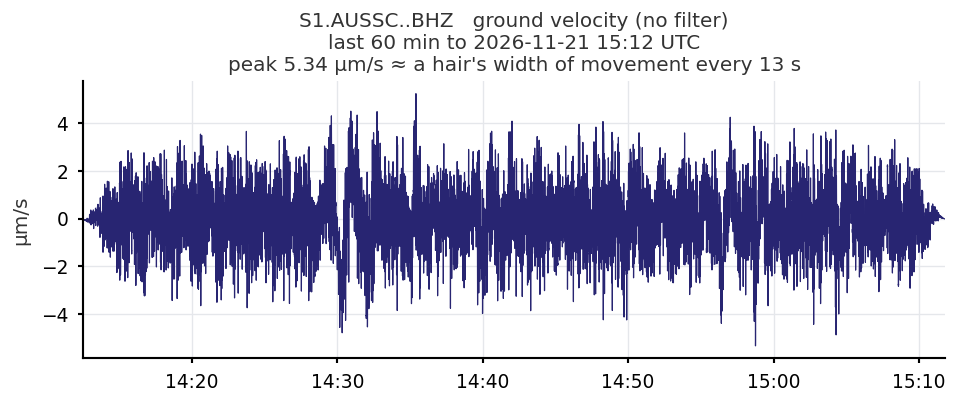 S1.AUSSC..BHZ   ground velocity (no filter)
last 60 min to 2026-11-21 15:12 UTC
peak 5.34 µm/s ≈ a hair's width of movement every 13 s
µm/s
4
2
0
−2
−4
14:20
14:30
14:40
14:50
15:00
15:10